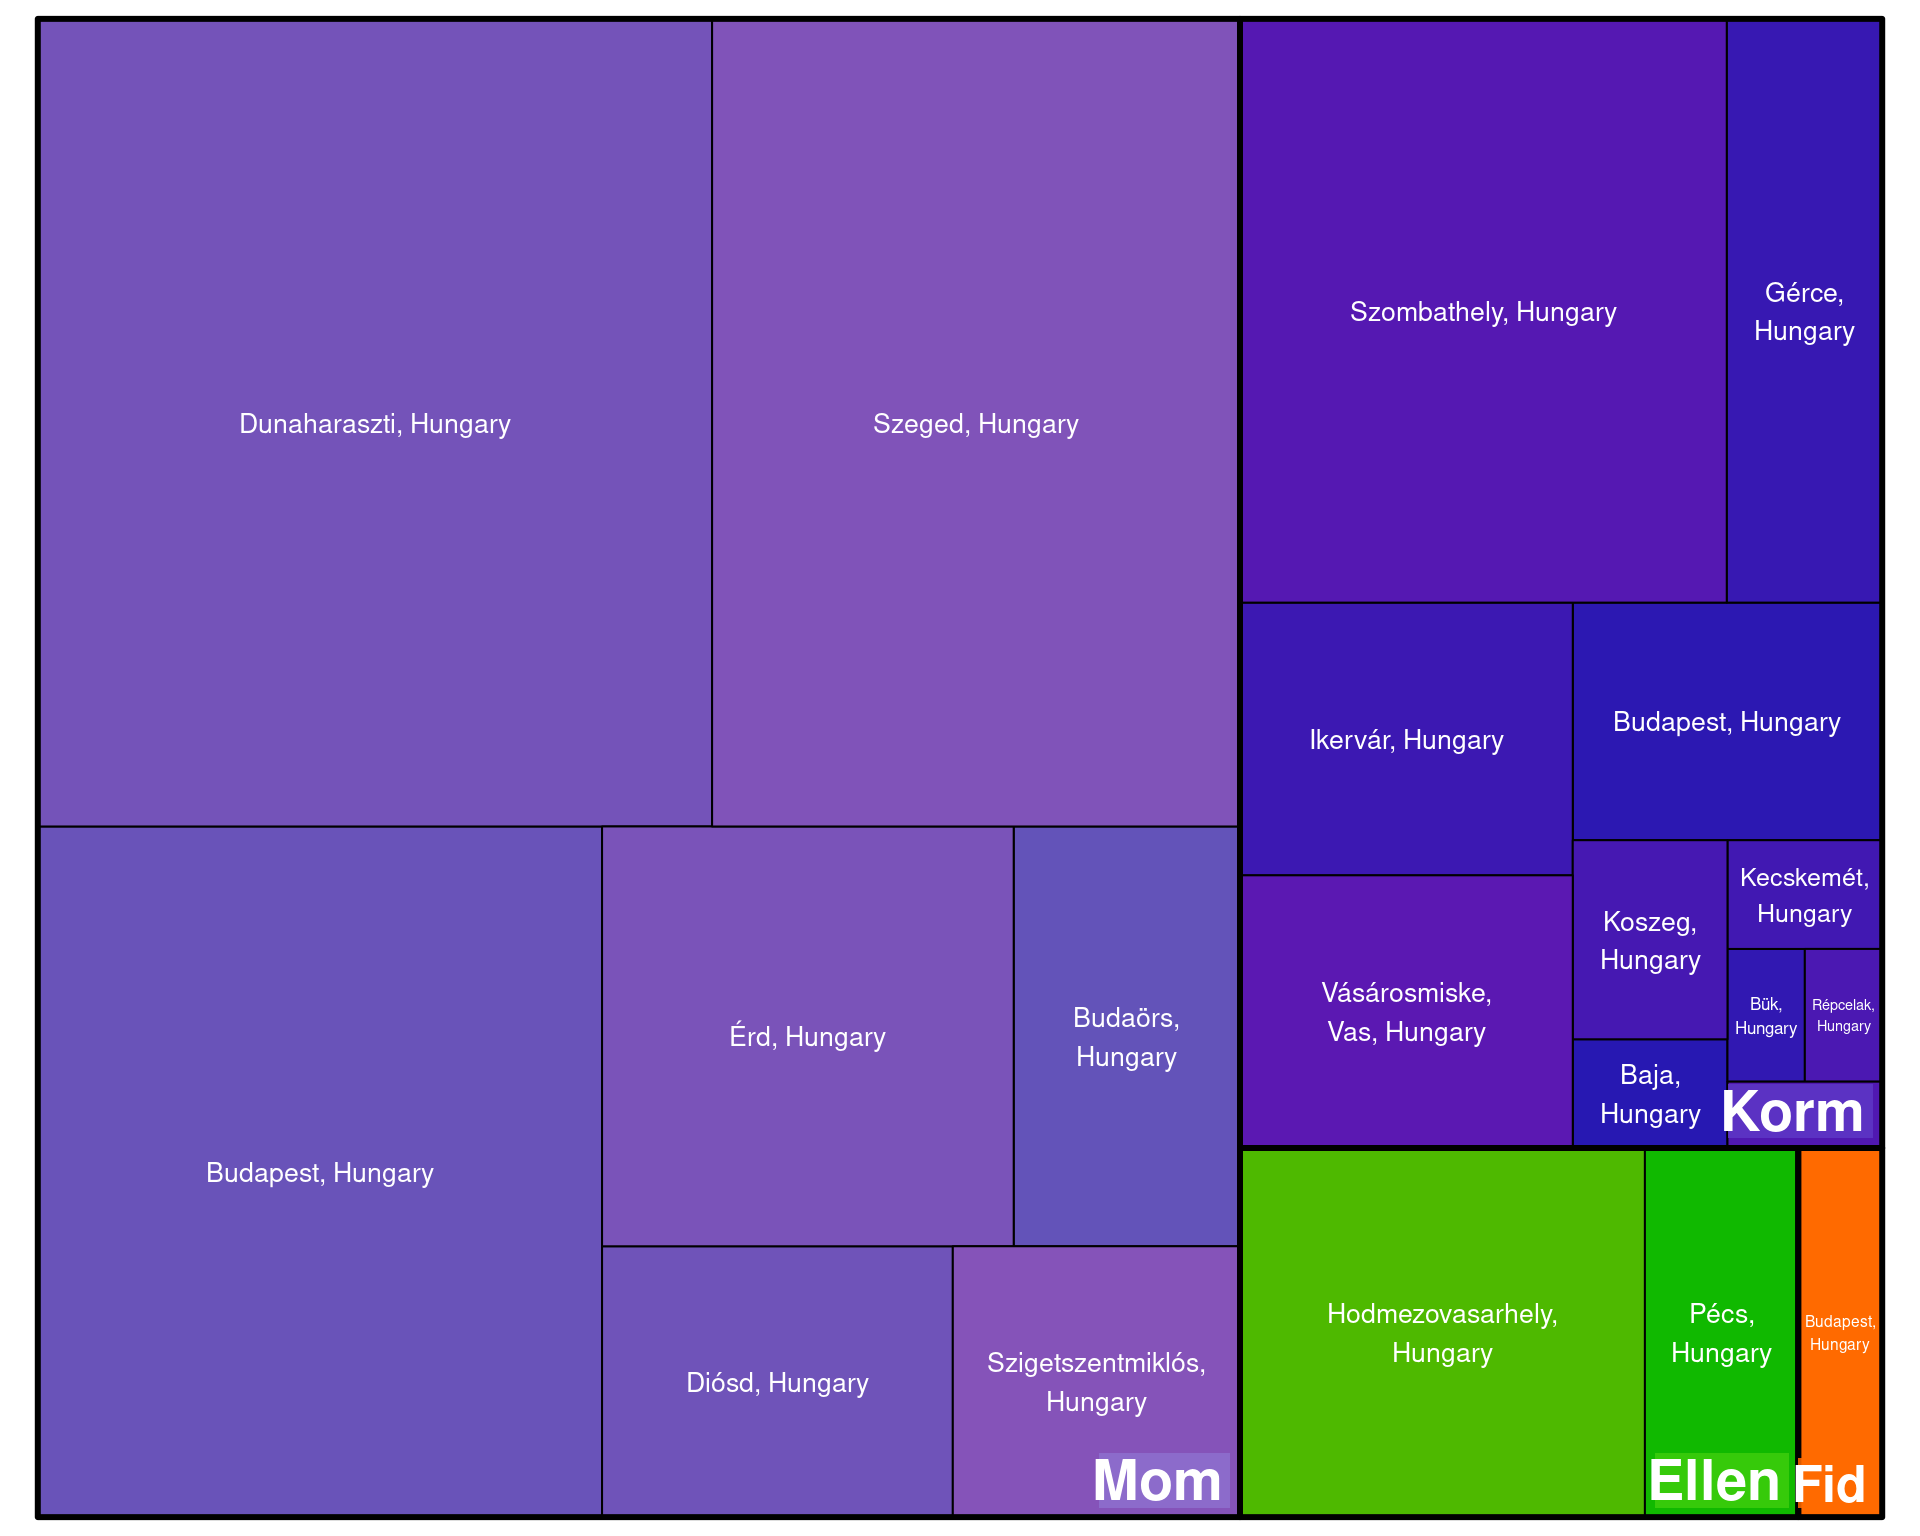 Dunaharaszti, Hungary
Szeged, Hungary
Budapest, Hungary
Érd, Hungary
Budaörs,
Hungary
Diósd, Hungary
Szigetszentmiklós,
Hungary
Mom
Szombathely, Hungary
Gérce,
Hungary
Ikervár, Hungary
Budapest, Hungary
Vásárosmiske,
Vas, Hungary
Koszeg,
Hungary
Kecskemét,
Hungary
Bük,
Hungary
Répcelak,
Hungary
Baja,
Hungary
Korm
Hodmezovasarhely,
Hungary
Pécs,
Hungary
Ellen
Budapest,
Hungary
Fid